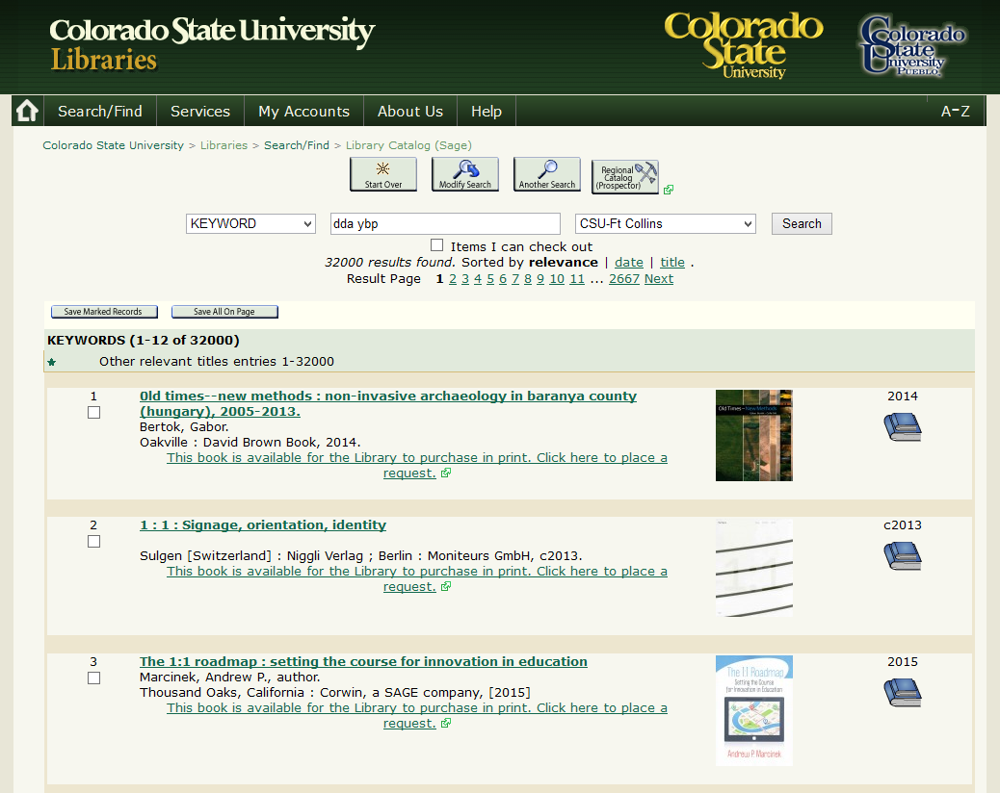 Colorado State University
Libraries
Colorado
State
University
Colorado
State
University
PUEBLO
Search/Find
Services
My Accounts
About Us
Help
A-Z
Colorado State University > Libraries > Search/Find > Library Catalog (Sage)
Start Over
Modify Search
Another Search
Regional
Catalog
(Prospector)
KEYWORD
dda ybp
CSU-Ft Collins
Search
Items I can check out
32000 results found. Sorted by relevance | date | title .
Result Page 1 2 3 4 5 6 7 8 9 10 11 ... 2667 Next
Save Marked Records
Save All On Page
KEYWORDS (1-12 of 32000)
Other relevant titles entries 1-32000
1
0ld times--new methods : non-invasive archaeology in baranya county
(hungary), 2005-2013.
Bertok, Gabor.
Oakville : David Brown Book, 2014.
This book is available for the Library to purchase in print. Click here to place a
request.
Old Times - New Methods
2014
2
1 : 1 : Signage, orientation, identity
Sulgen [Switzerland] : Niggli Verlag ; Berlin : Moniteurs GmbH, c2013.
This book is available for the Library to purchase in print. Click here to place a
request.
1:1
c2013
3
The 1:1 roadmap : setting the course for innovation in education
Marcinek, Andrew P., author.
Thousand Oaks, California : Corwin, a SAGE company, [2015]
This book is available for the Library to purchase in print. Click here to place a
request.
The 1:1 Roadmap
Setting the Course
for Innovation in Education
Andrew P. Marcinek
2015